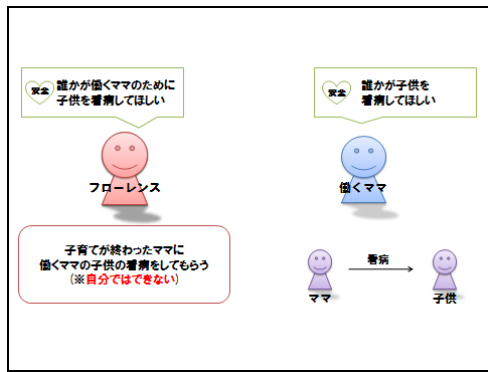 安全
誰かが働くママのために
子供を看病してほしい
フローレンス
子育てが終わったママに
働くママの子供の看病をしてもらう
(※自分ではできない)
安全
誰かが子供を
看病してほしい
働くママ
看病
ママ
子供